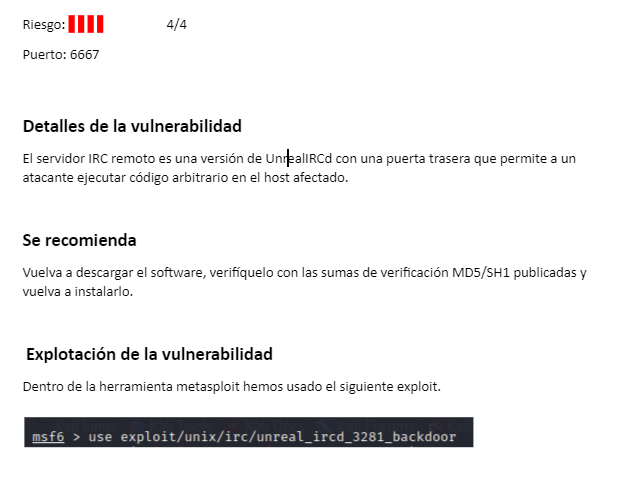 Riesgo: 4/4
Puerto: 6667
Detalles de la vulnerabilidad
El servidor IRC remoto es una versión de UnrealIRCd con una puerta trasera que permite a un
atacante ejecutar código arbitrario en el host afectado.
Se recomienda
Vuelva a descargar el software, verifíquelo con las sumas de verificación MD5/SH1 publicadas y
vuelva a instalarlo.
Explotación de la vulnerabilidad
Dentro de la herramienta metasploit hemos usado el siguiente exploit.
msf6 > use exploit/unix/irc/unreal_ircd_3281_backdoor